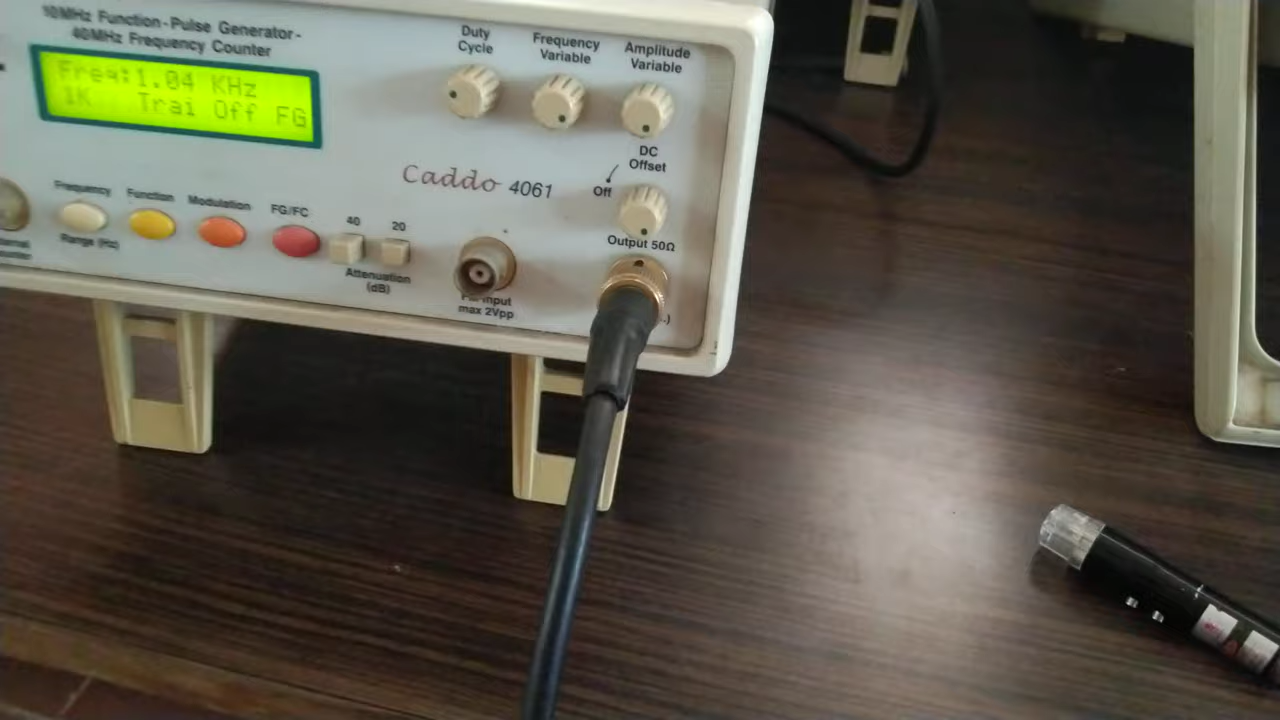 10MHz Function-Pulse Generator-
40MHz Frequency Counter
Freq:1.04 KHz
1K Trai Off FG
Duty
Cycle
Frequency
Variable
Amplitude
Variable
DC
Offset
Off
Caddo 4061
Frequency
Function
Modulation
FG/FC
40
20
Range (Hz)
Attenuation
(dB)
Input
max 2Vpp
Output 50Ω